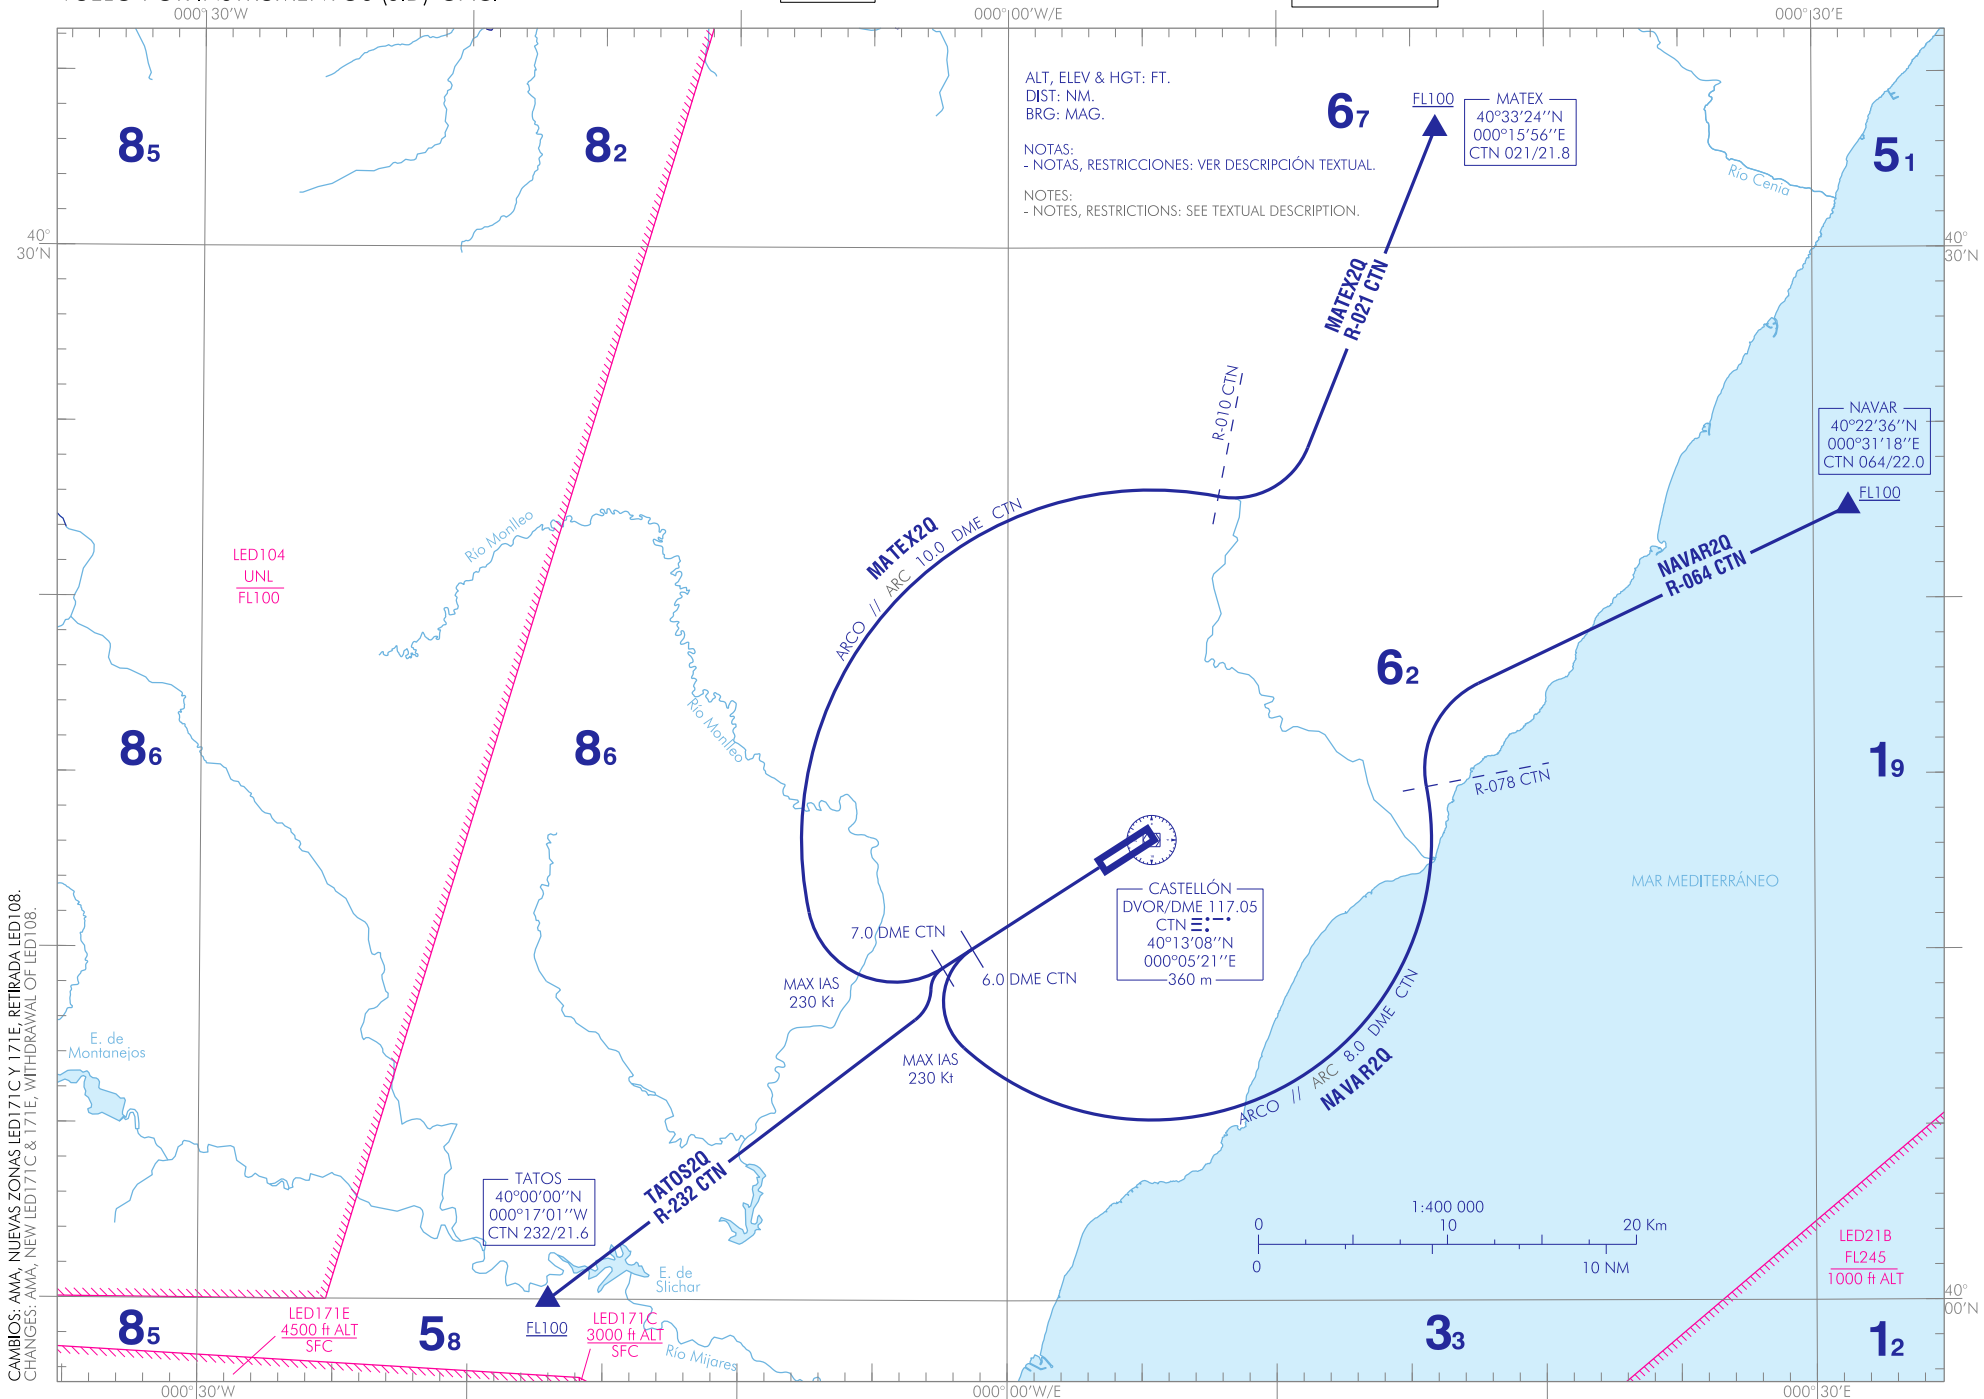 000°30'W
000°00'W/E
000°30'E
ALT, ELEV & HGT: FT.
DIST: NM.
BRG: MAG.
NOTAS:
- NOTAS, RESTRICCIONES: VER DESCRIPCIÓN TEXTUAL.
NOTES:
- NOTES, RESTRICTIONS: SEE TEXTUAL DESCRIPTION.
85
82
67
51
FL100
MATEX
40°33'24''N
000°15'56''E
CTN 021/21.8
Río Cenia
40°
30'N
40°
30'N
MATEX2Q
R-021 CTN
R-010 CTN
NAVAR
40°22'36''N
000°31'18''E
CTN 064/22.0
FL100
NAVAR2Q
R-064 CTN
LED104
UNL
FL100
Río Monlleo
MATEX2Q
ARCO // ARC 10.0 DME CTN
Río Monlleo
86
86
62
19
R-078 CTN
MAR MEDITERRÁNEO
CASTELLÓN
DVOR/DME 117.05
CTN
40°13'08''N
000°05'21''E
360 m
7.0 DME CTN
6.0 DME CTN
MAX IAS
230 Kt
MAX IAS
230 Kt
ARCO // ARC 8.0 DME CTN
NAVAR2Q
E. de
Montanejos
TATOS2Q
R-232 CTN
TATOS
40°00'00''N
000°17'01''W
CTN 232/21.6
FL100
E. de
Slichar
Río Mijares
1:400 000
0 10 20 Km
0 10 NM
LED21B
FL245
1000 ft ALT
LED171E
4500 ft ALT
SFC
LED171C
3000 ft ALT
SFC
85
58
33
12
40°
00'N
000°30'W
000°00'W/E
000°30'E
CAMBIOS: AMA, NUEVAS ZONAS LED171C Y 171E, RETIRADA LED108.
CHANGES: AMA, NEW LED171C & 171E, WITHDRAWAL OF LED108.